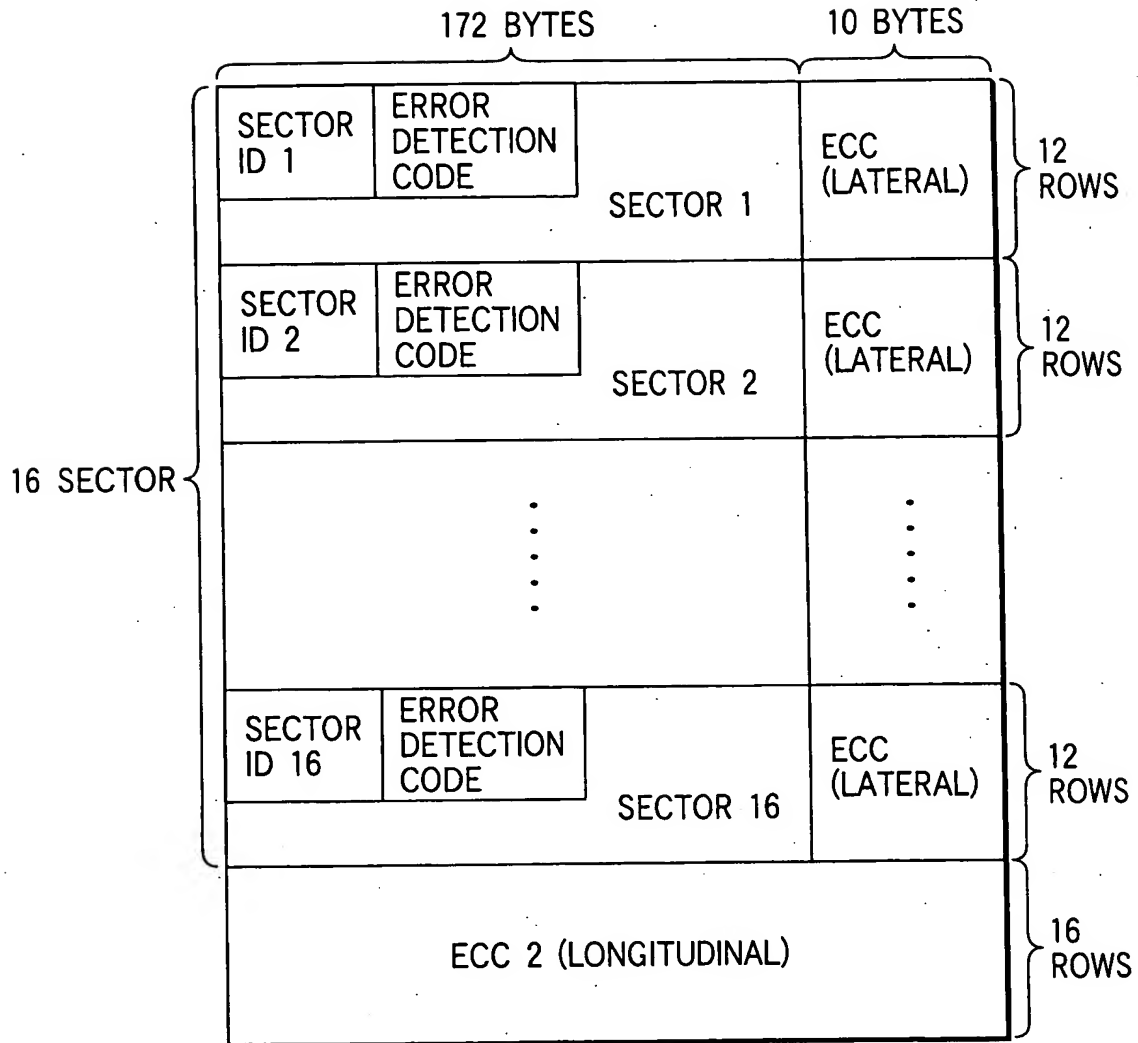 172 BYTES
10 BYTES
SECTOR
ID 1
ERROR
DETECTION
CODE
SECTOR 1
ECC
(LATERAL)
12
ROWS
SECTOR
ID 2
ERROR
DETECTION
CODE
SECTOR 2
ECC
(LATERAL)
12
ROWS
16 SECTOR
SECTOR
ID 16
ERROR
DETECTION
CODE
SECTOR 16
ECC
(LATERAL)
12
ROWS
ECC 2 (LONGITUDINAL)
16
ROWS